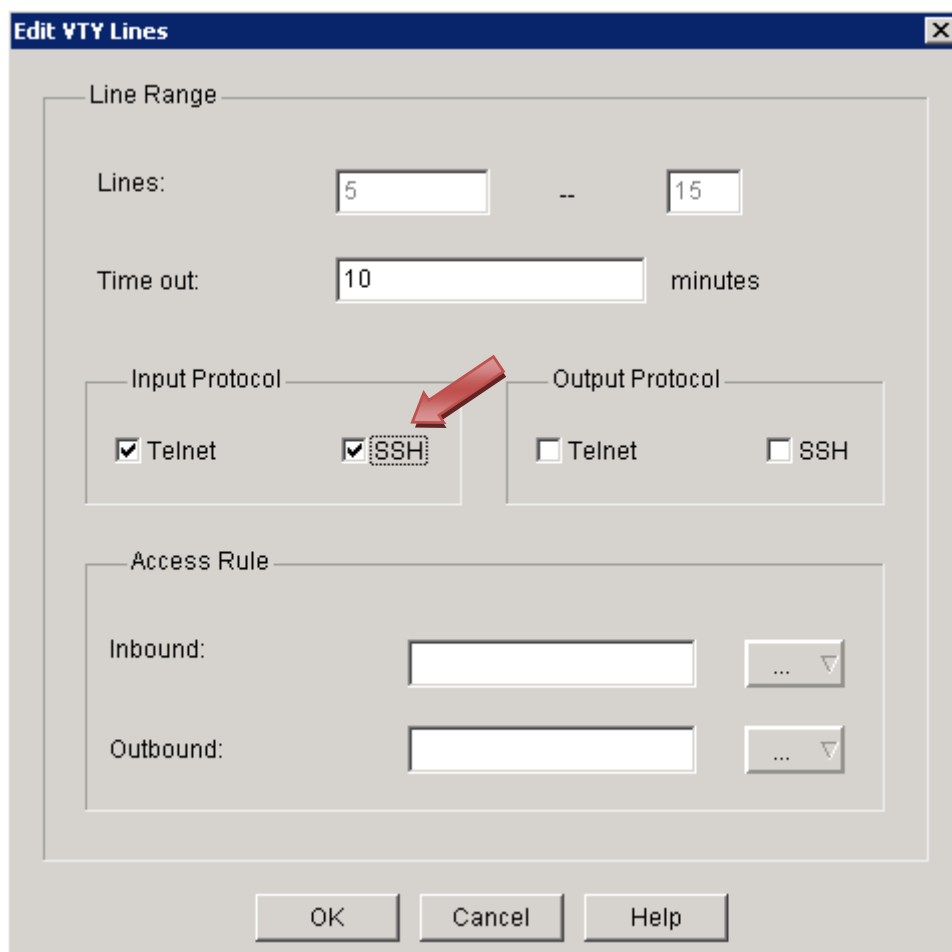 Edit VTY Lines
Line Range
Lines: 5 -- 15
Time out: 10 minutes
Input Protocol
Telnet SSH
Output Protocol
Telnet SSH
Access Rule
Inbound: ...
Outbound: ...
OK Cancel Help